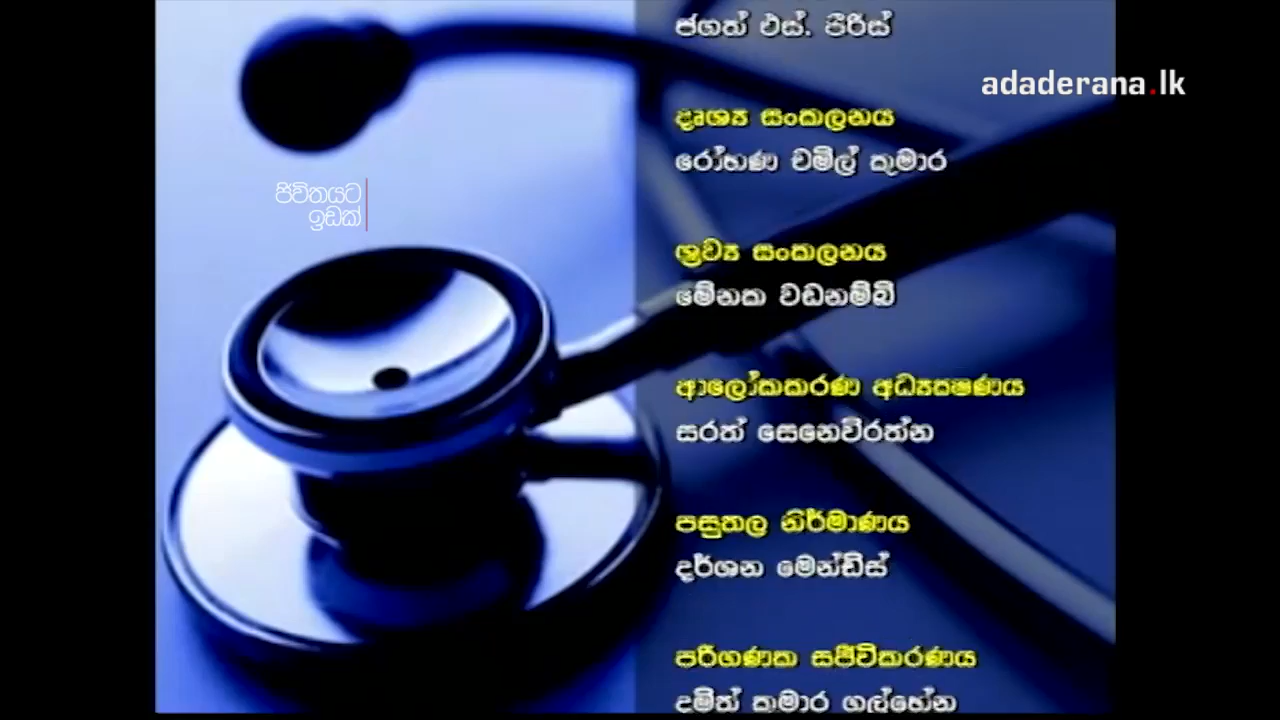 ජගත් එස්. පීරිස්
adaderana.lk
දෘශ්‍ය සංකලනය
රෝහණ චමිල් කුමාර
ජීවිතයට
ඉඩක්
ශ්‍රව්‍ය සංකලනය
මේනක වඩනම්බි
ආලෝකකරණ අධ්‍යක්ෂණය
සරත් සෙනෙවිරත්න
පසුතල නිර්මාණය
දර්ශන මෙන්ඩිස්
පරිගණක සජීවිකරණය
දමිත් කුමාර ගල්හේන